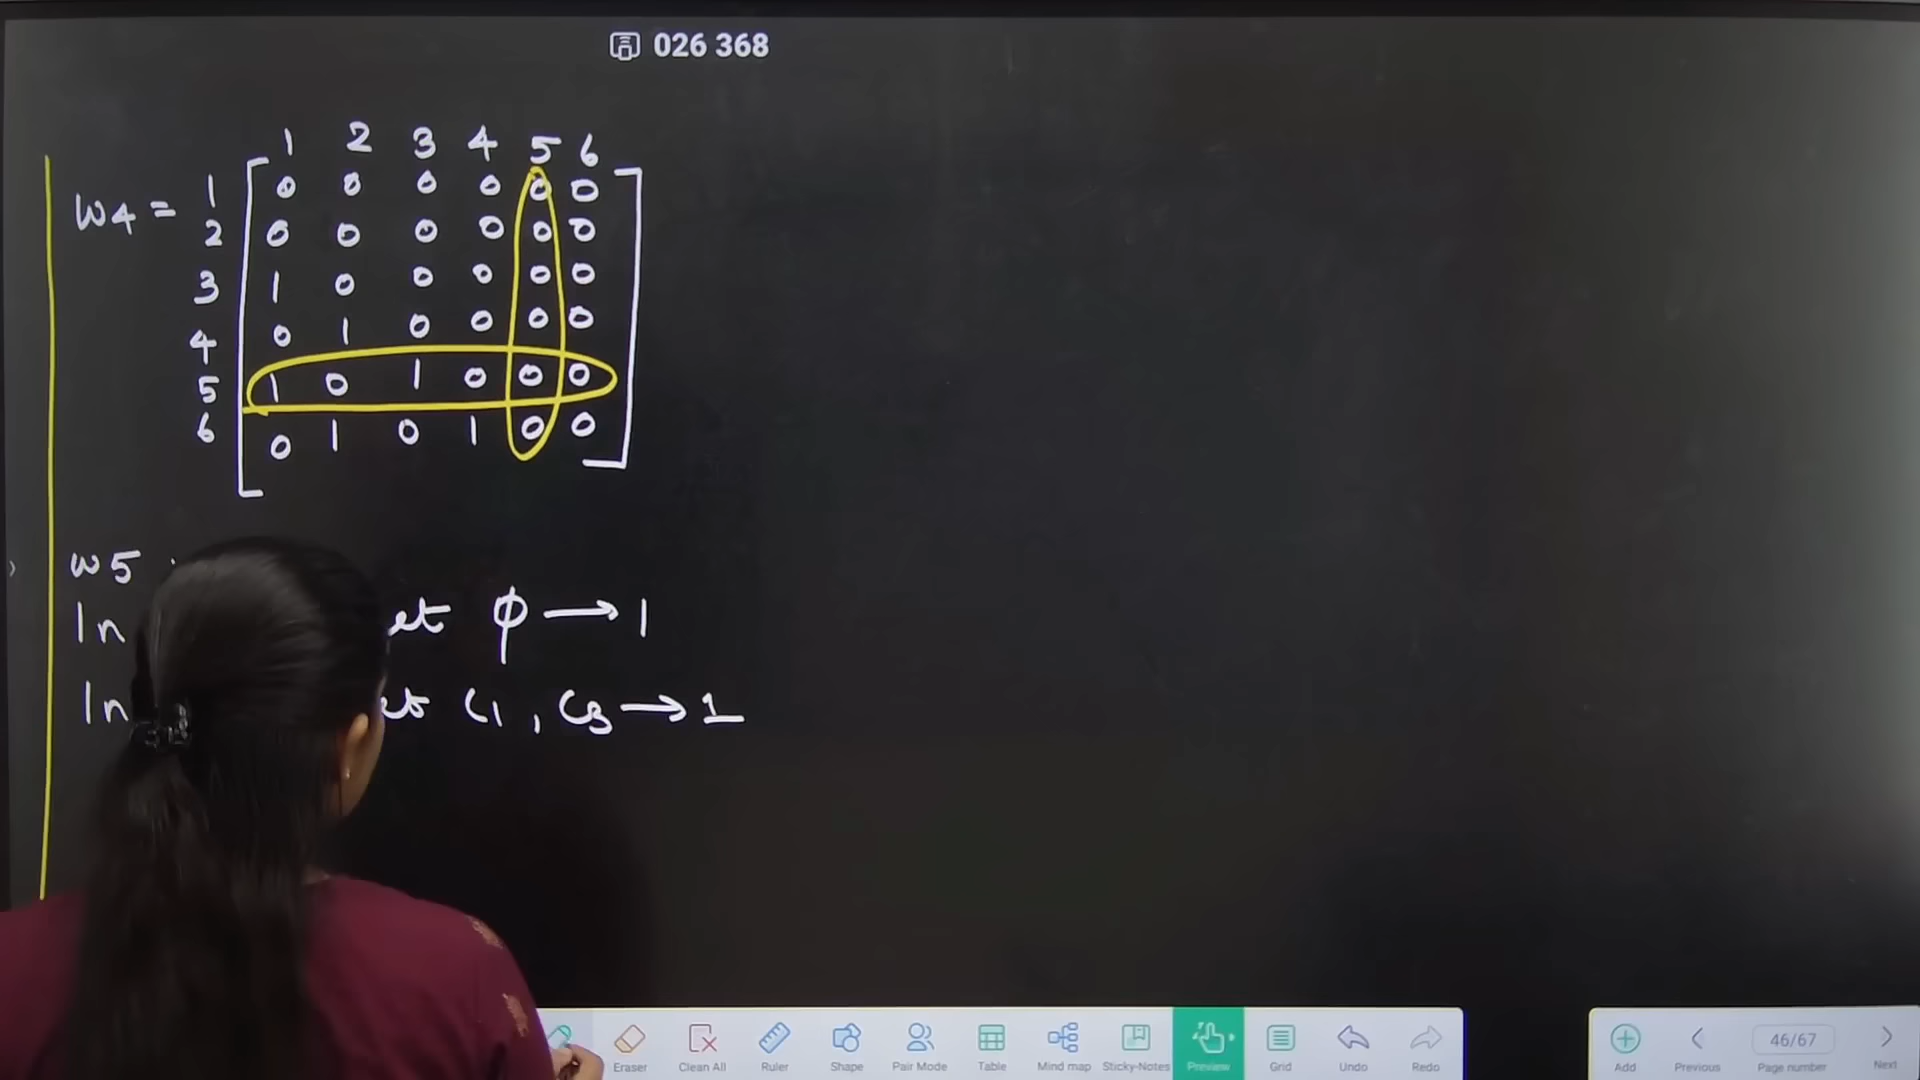 026 368
1 2 3 4 5 6
W4 = 1 0 0 0 0 0 0
2 0 0 0 0 0 0
3 1 0 0 0 0 0
4 0 1 0 0 0 0
5 1 0 1 0 0 0
6 0 1 0 1 0 0
W5
In et φ → 1
In et C1, C3 → 1
Eraser Clean All Ruler Shape Pair Mode Table Mind map Sticky-Notes Preview Grid Undo Redo Add Previous Page number Next
46/67